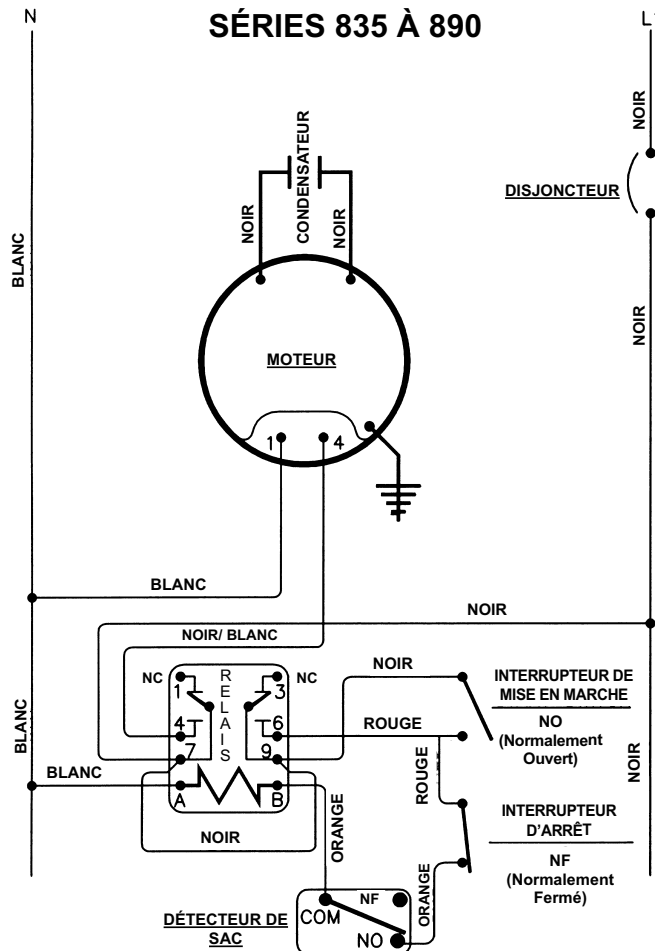 N
SÉRIES 835 À 890
L1
NOIR
CONDENSATEUR
NOIR
NOIR
DISJONCTEUR
BLANC
NOIR
MOTEUR
1
4
BLANC
NOIR
NOIR/ BLANC
NC
RELAIS
NC
1
3
4
6
7
9
A
B
NOIR
INTERRUPTEUR DE
MISE EN MARCHE
NO
(Normalement
Ouvert)
ROUGE
BLANC
BLANC
NOIR
ROUGE
NOIR
ORANGE
INTERRUPTEUR
D'ARRÊT
NF
(Normalement
Fermé)
ORANGE
NF
COM
NO
DÉTECTEUR DE
SAC